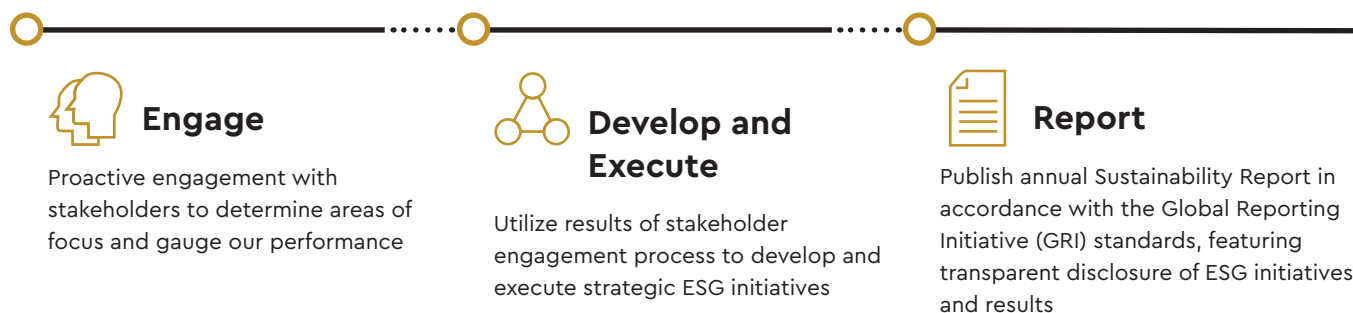 Engage
Proactive engagement with
stakeholders to determine areas of
focus and gauge our performance
Develop and
Execute
Utilize results of stakeholder
engagement process to develop and
execute strategic ESG initiatives
Report
Publish annual Sustainability Report in
accordance with the Global Reporting
Initiative (GRI) standards, featuring
transparent disclosure of ESG initiatives
and results